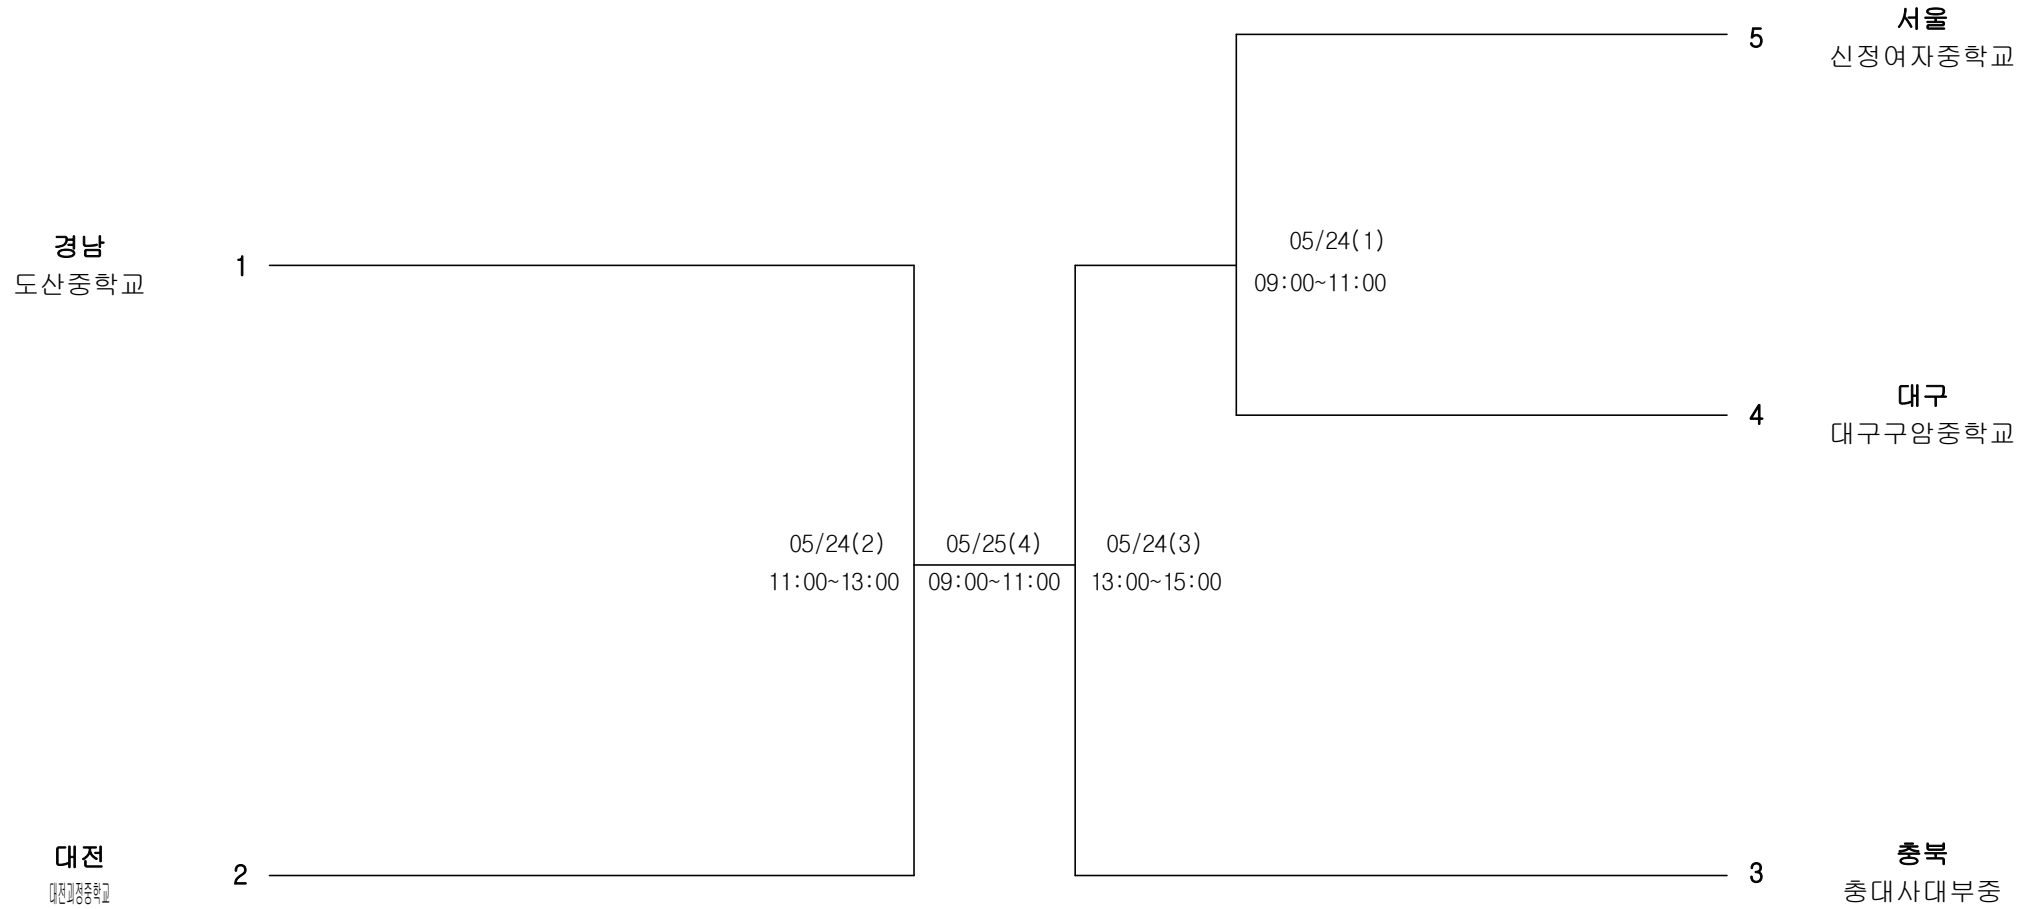 서울
5
신정여자중학교
경남
1
도산중학교
05/24(1)
09:00~11:00
대구
4
대구구암중학교
05/24(2)
05/25(4)
05/24(3)
11:00~13:00
09:00~11:00
13:00~15:00
대전
2
대전괴정중학교
충북
3
충대사대부중